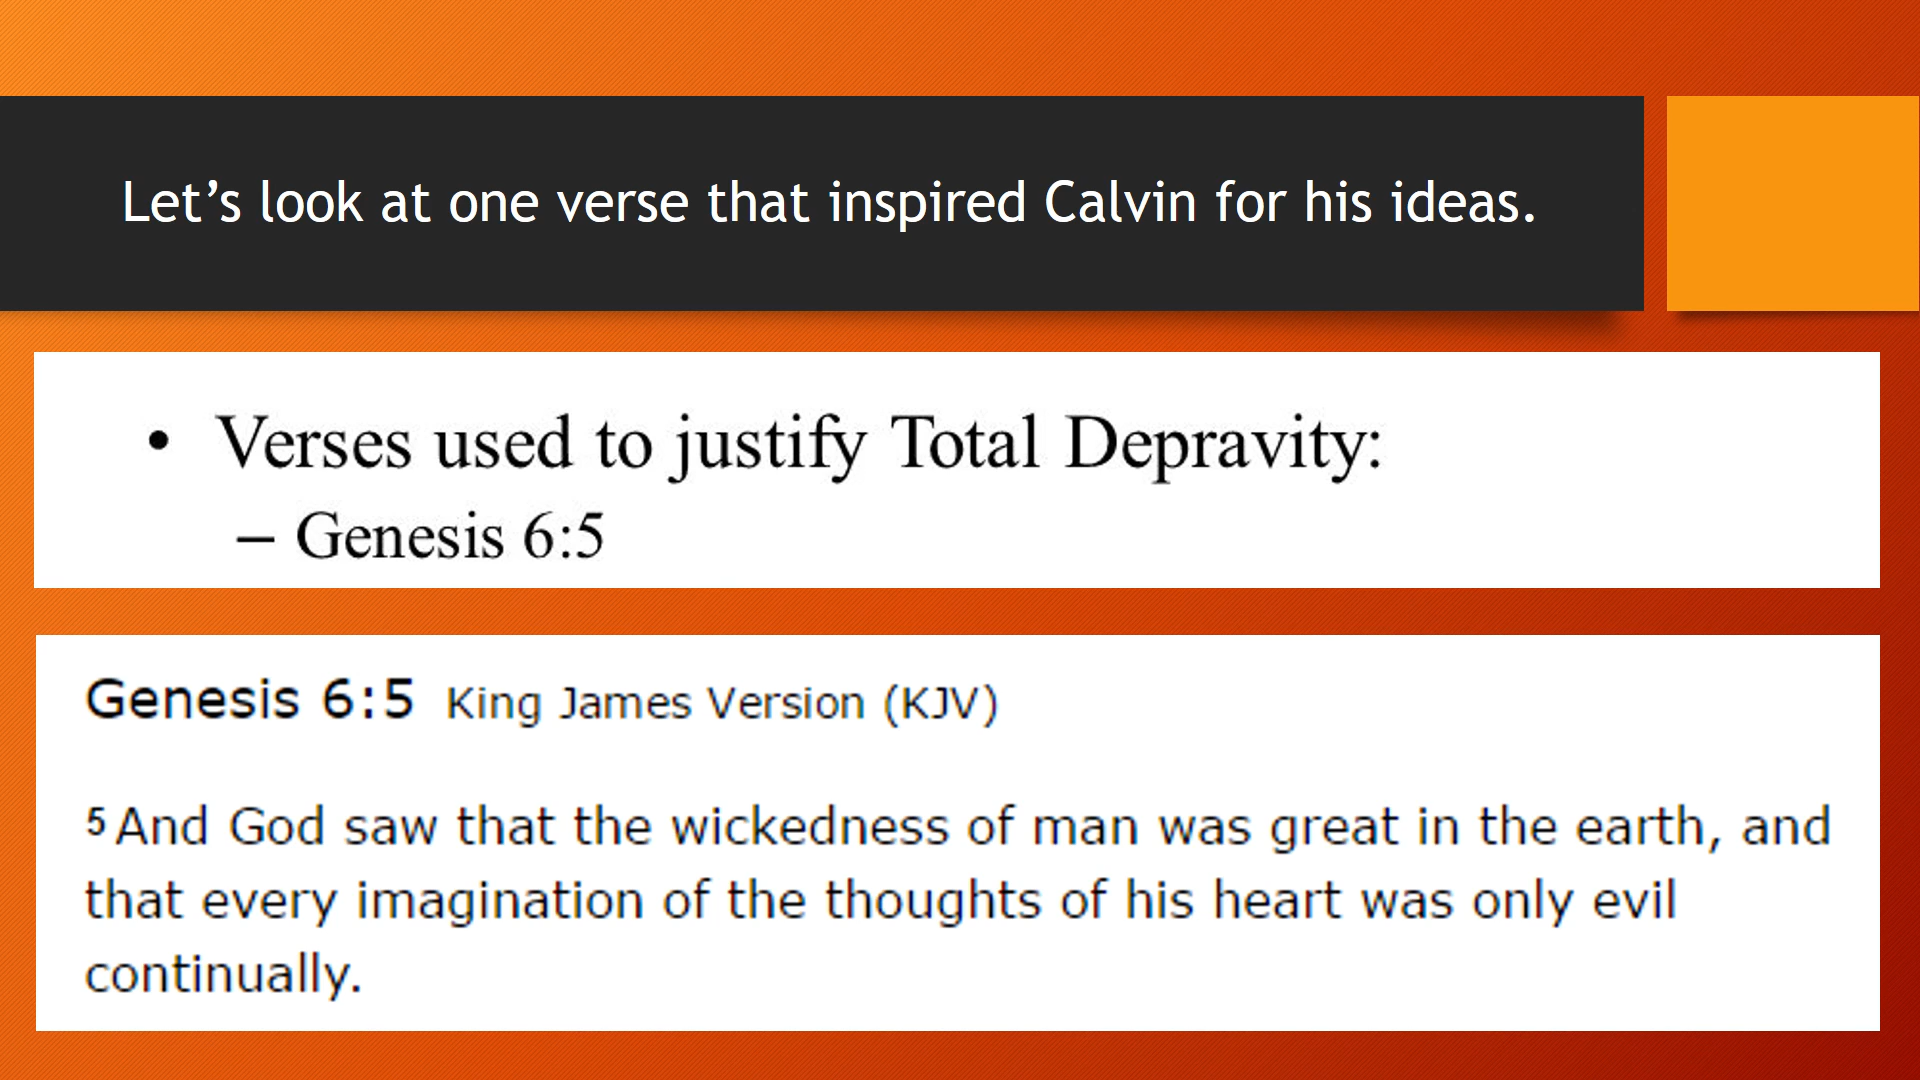 Let’s look at one verse that inspired Calvin for his ideas.
• Verses used to justify Total Depravity:
– Genesis 6:5
Genesis 6:5 King James Version (KJV)
5 And God saw that the wickedness of man was great in the earth, and
that every imagination of the thoughts of his heart was only evil
continually.